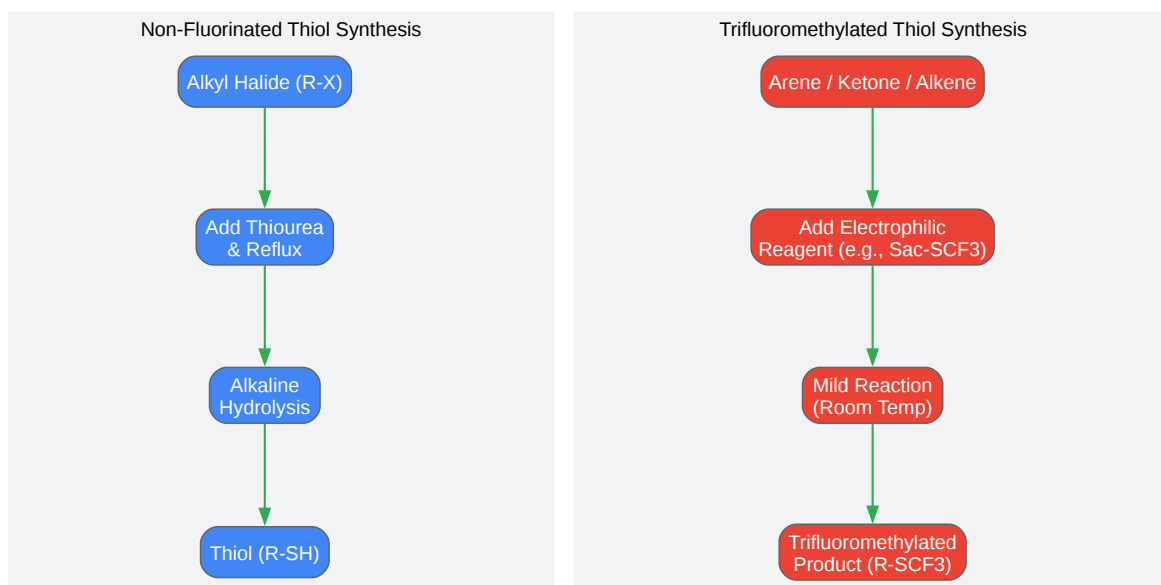 Non-Fluorinated Thiol Synthesis
Alkyl Halide (R-X)
Add Thiourea
& Reflux
Alkaline
Hydrolysis
Thiol (R-SH)
Trifluoromethylated Thiol Synthesis
Arene / Ketone / Alkene
Add Electrophilic
Reagent (e.g., Sac-SCF3)
Mild Reaction
(Room Temp)
Trifluoromethylated
Product (R-SCF3)